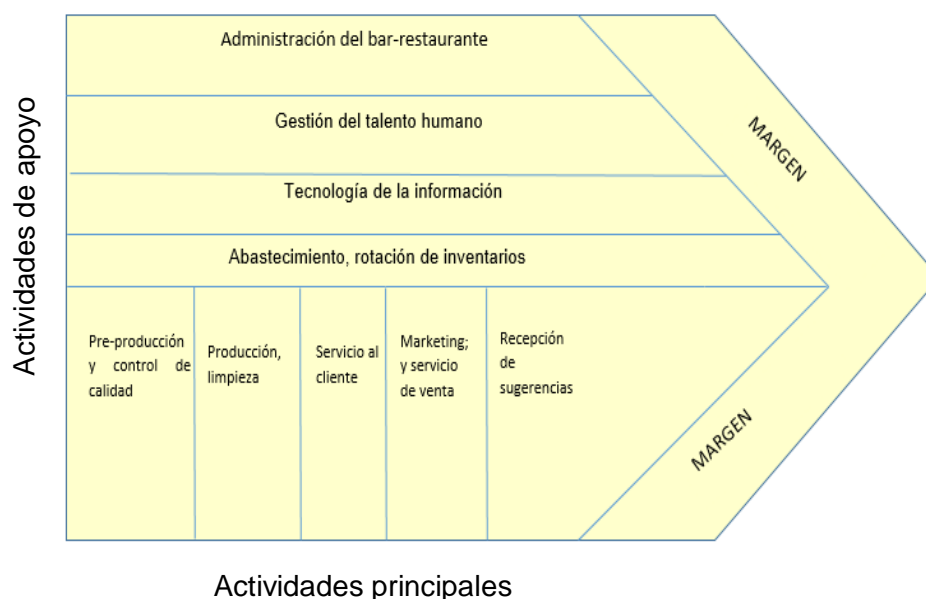 Administración del bar-restaurante
Gestión del talento humano
Tecnología de la información
Abastecimiento, rotación de inventarios
Actividades de apoyo
Pre-producción
y control de
calidad
Producción,
limpieza
Servicio al
cliente
Marketing;
y servicio
de venta
Recepción
de
sugerencias
MARGEN
MARGEN
Actividades principales